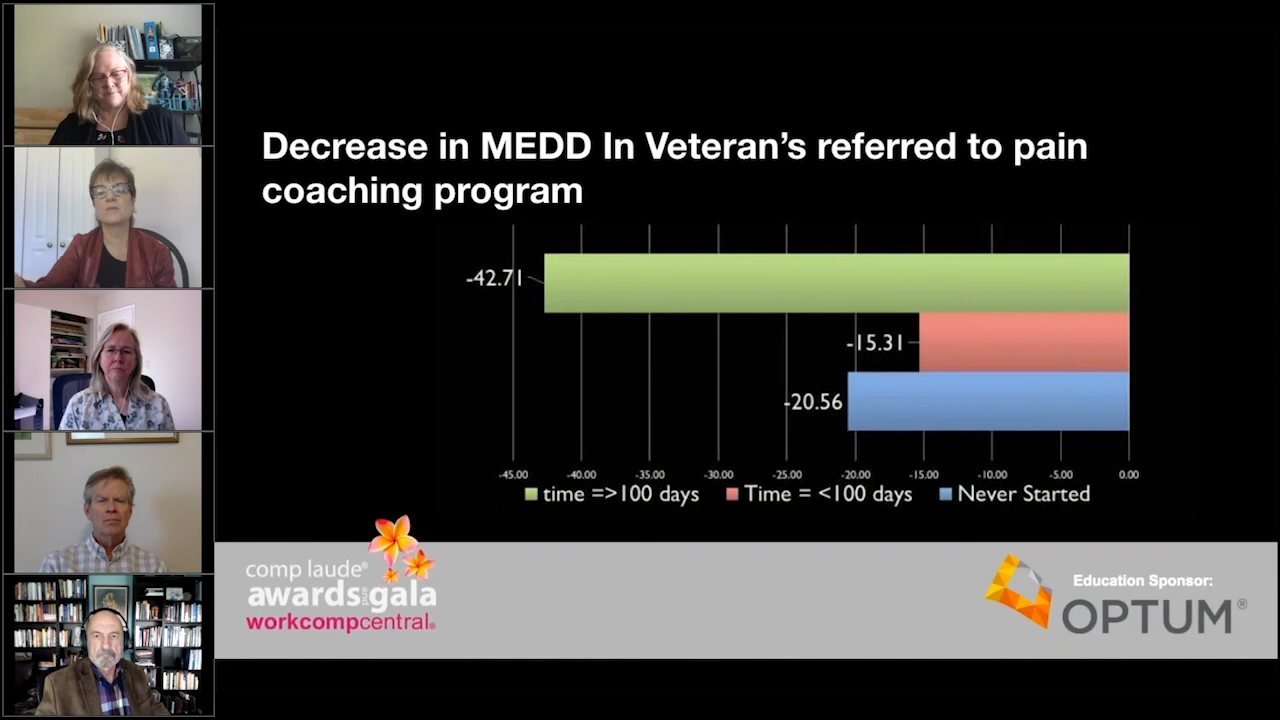 Decrease in MEDD In Veteran’s referred to pain
coaching program
-42.71
-15.31
-20.56
-45.00 -40.00 -35.00 -30.00 -25.00 -20.00 -15.00 -10.00 -5.00 0.00
time =>100 days Time = <100 days Never Started
comp laude®
awards and gala
workcompcentral®
Education Sponsor:
OPTUM®